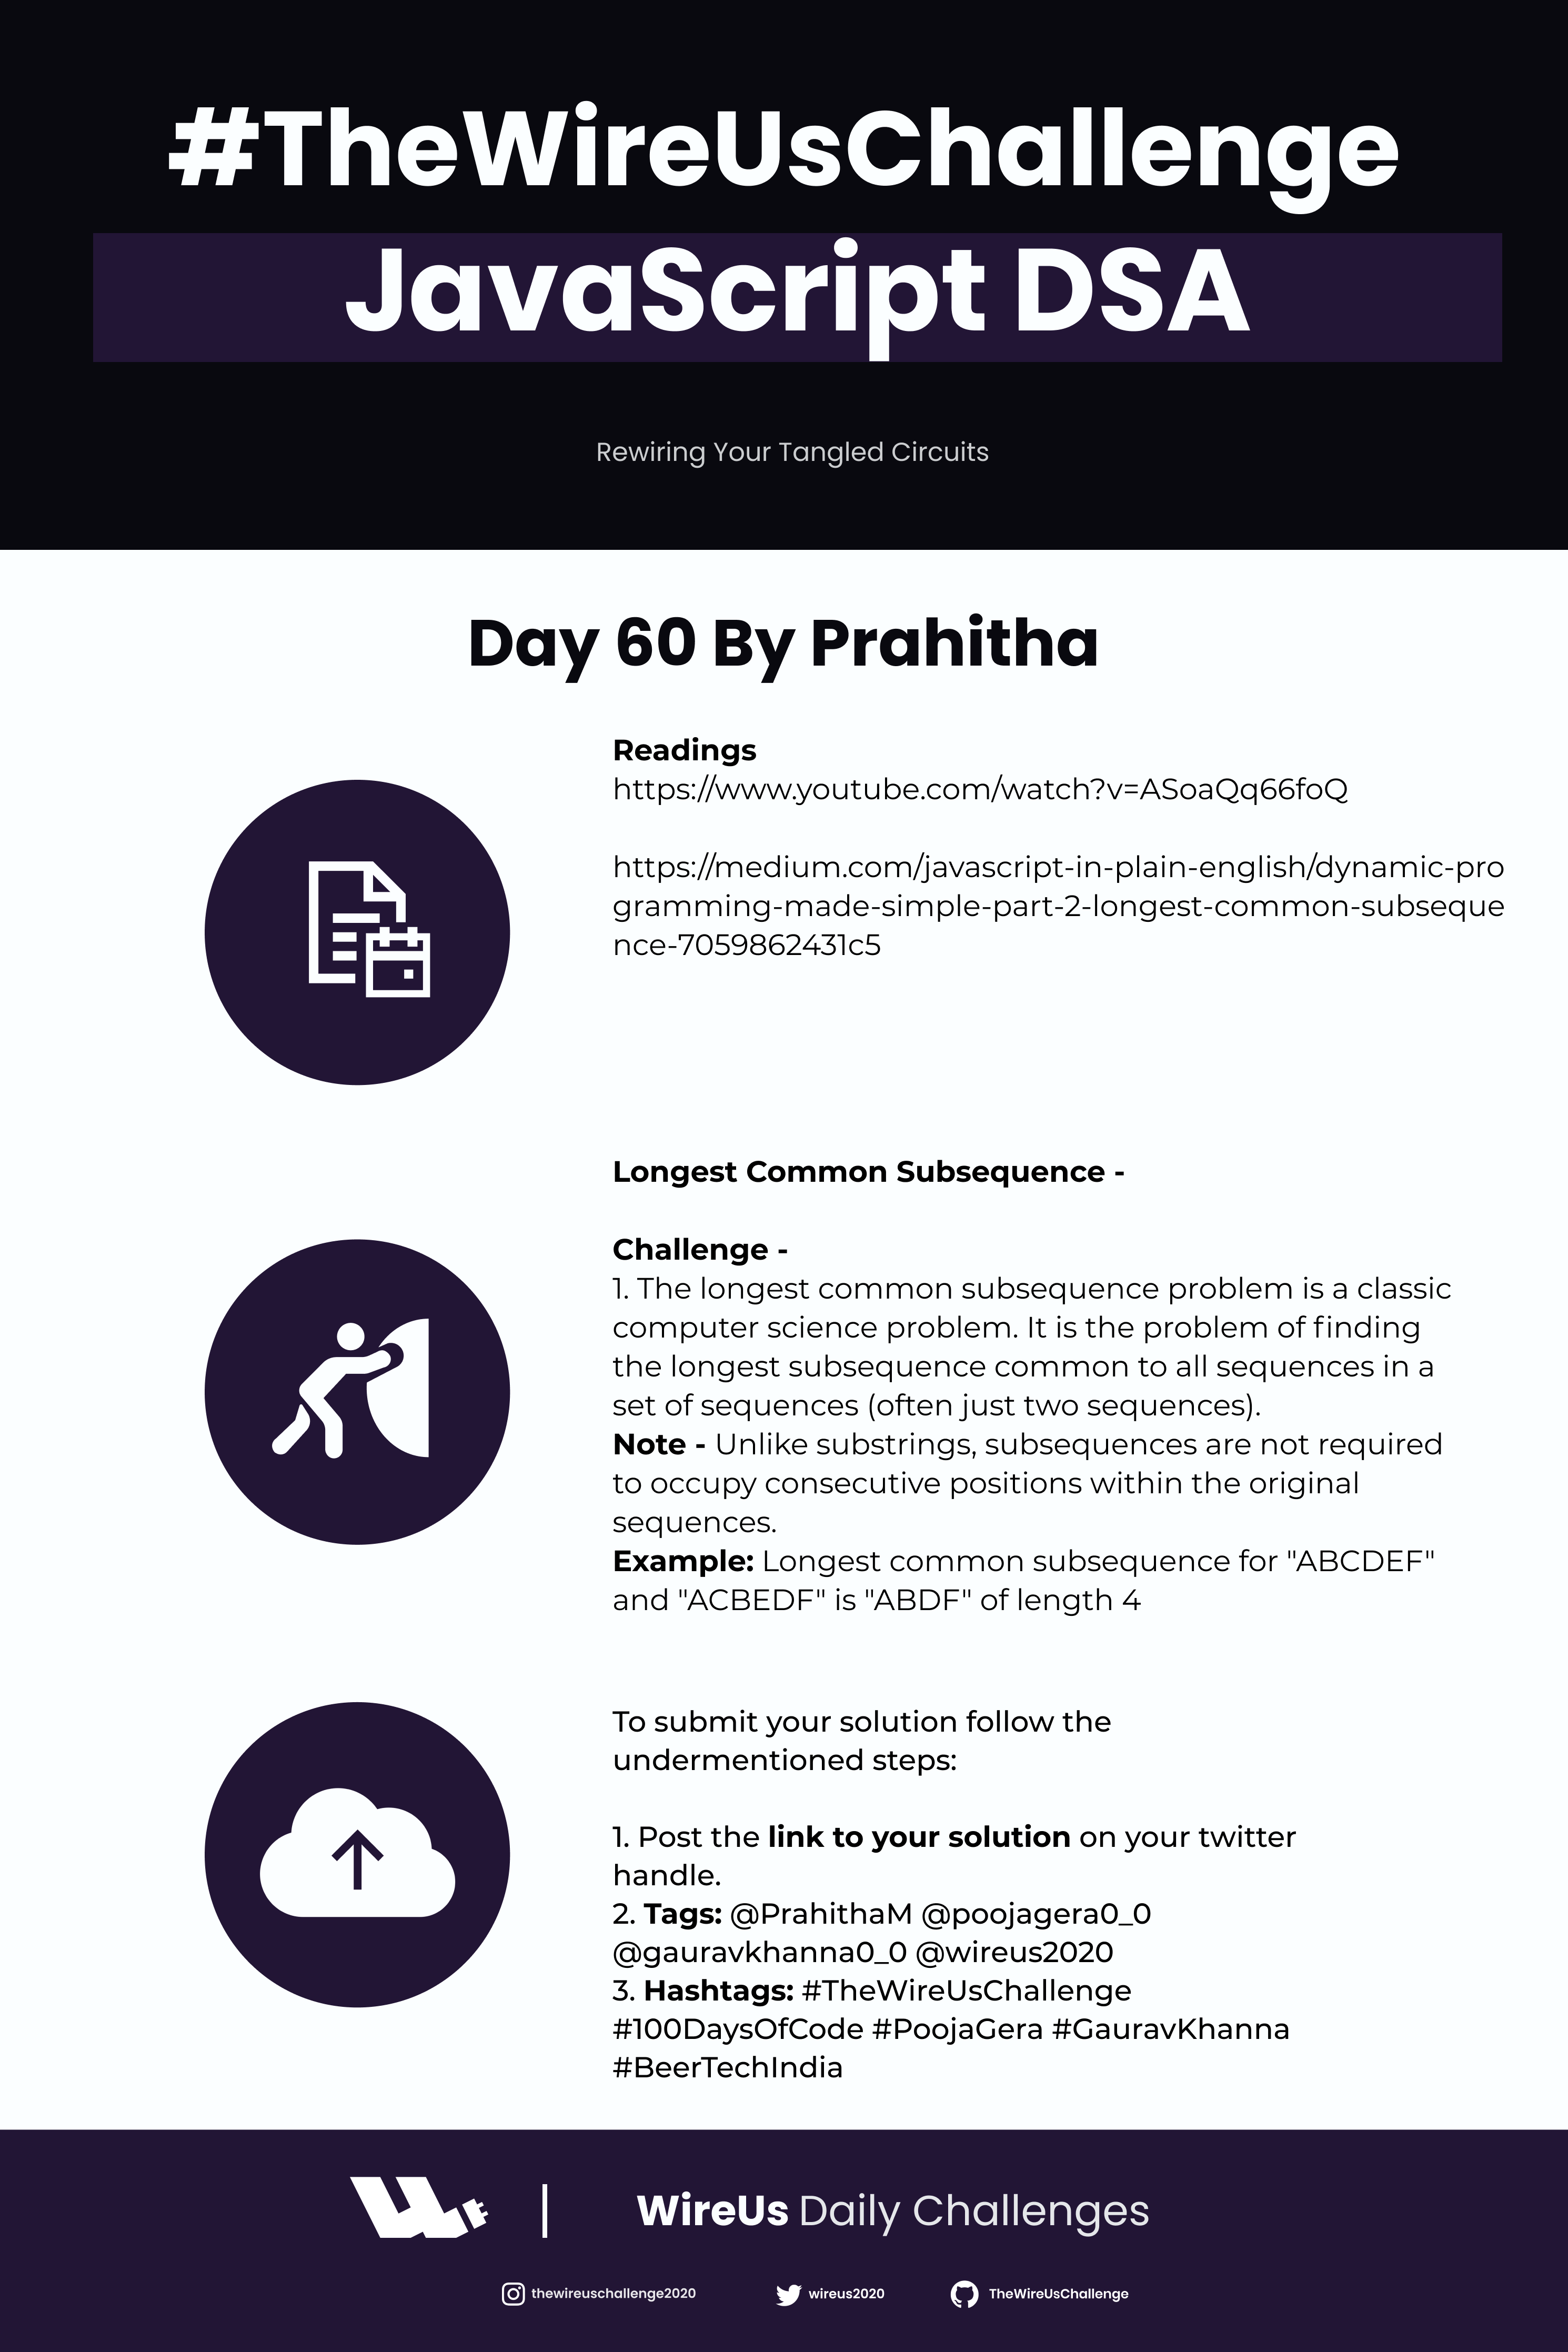 #TheWireUsChallenge
JavaScript DSA
Rewiring Your Tangled Circuits
Day 60 By Prahitha
Readings
https://www.youtube.com/watch?v=ASoaQq66foQ
https://medium.com/javascript-in-plain-english/dynamic-pro
gramming-made-simple-part-2-longest-common-subseque
nce-7059862431c5
Longest Common Subsequence -
Challenge -
1. The longest common subsequence problem is a classic
computer science problem. It is the problem of finding
the longest subsequence common to all sequences in a
set of sequences (often just two sequences).
Note - Unlike substrings, subsequences are not required
to occupy consecutive positions within the original
sequences.
Example: Longest common subsequence for "ABCDEF"
and "ACBEDF" is "ABDF" of length 4
To submit your solution follow the
undermentioned steps:
1. Post the link to your solution on your twitter
handle.
2. Tags: @PrahithaM @poojagera0_0
@gauravkhanna0_0 @wireus2020
3. Hashtags: #TheWireUsChallenge
#100DaysOfCode #PoojaGera #GauravKhanna
#BeerTechIndia
WireUs Daily Challenges
thewireuschallenge2020 wireus2020 TheWireUsChallenge